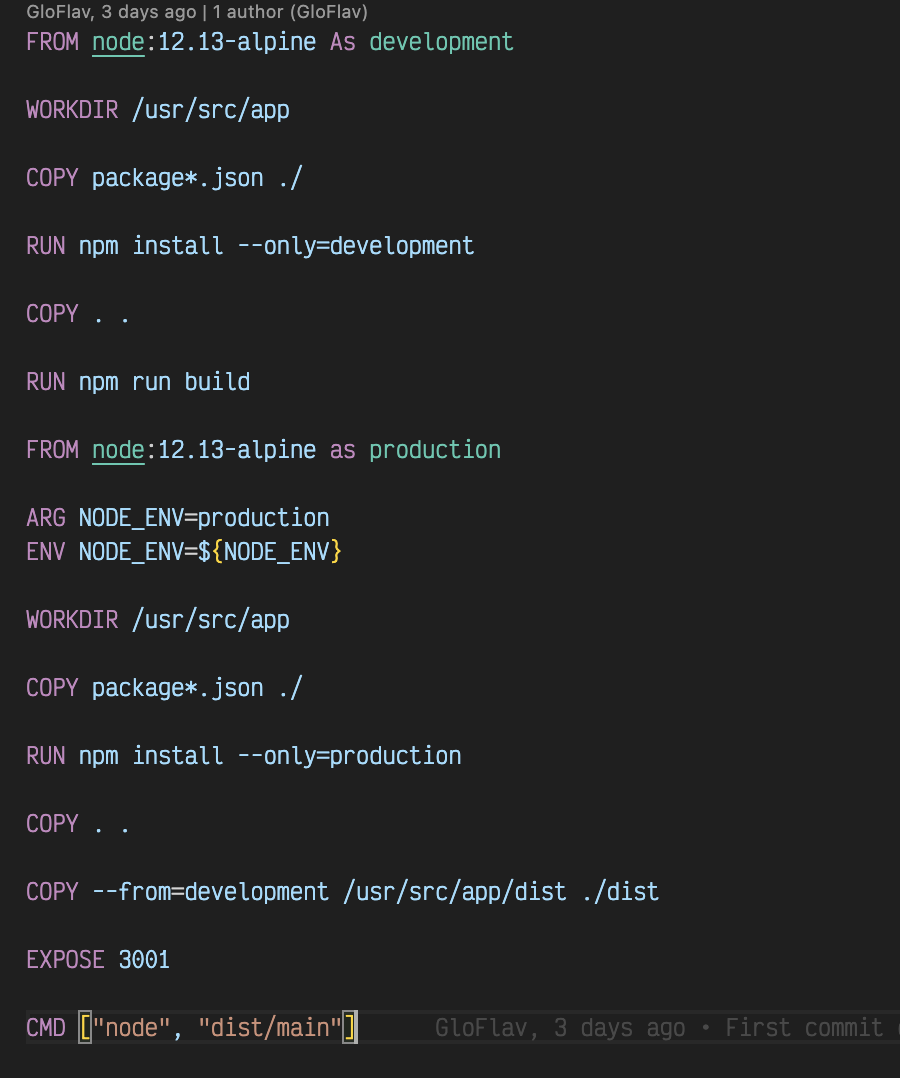 GloFlav, 3 days ago | 1 author (GloFlav)
FROM node:12.13-alpine As development
WORKDIR /usr/src/app
COPY package*.json ./
RUN npm install --only=development
COPY . .
RUN npm run build
FROM node:12.13-alpine as production
ARG NODE_ENV=production
ENV NODE_ENV=${NODE_ENV}
WORKDIR /usr/src/app
COPY package*.json ./
RUN npm install --only=production
COPY . .
COPY --from=development /usr/src/app/dist ./dist
EXPOSE 3001
CMD ["node", "dist/main"] GloFlav, 3 days ago • First commit